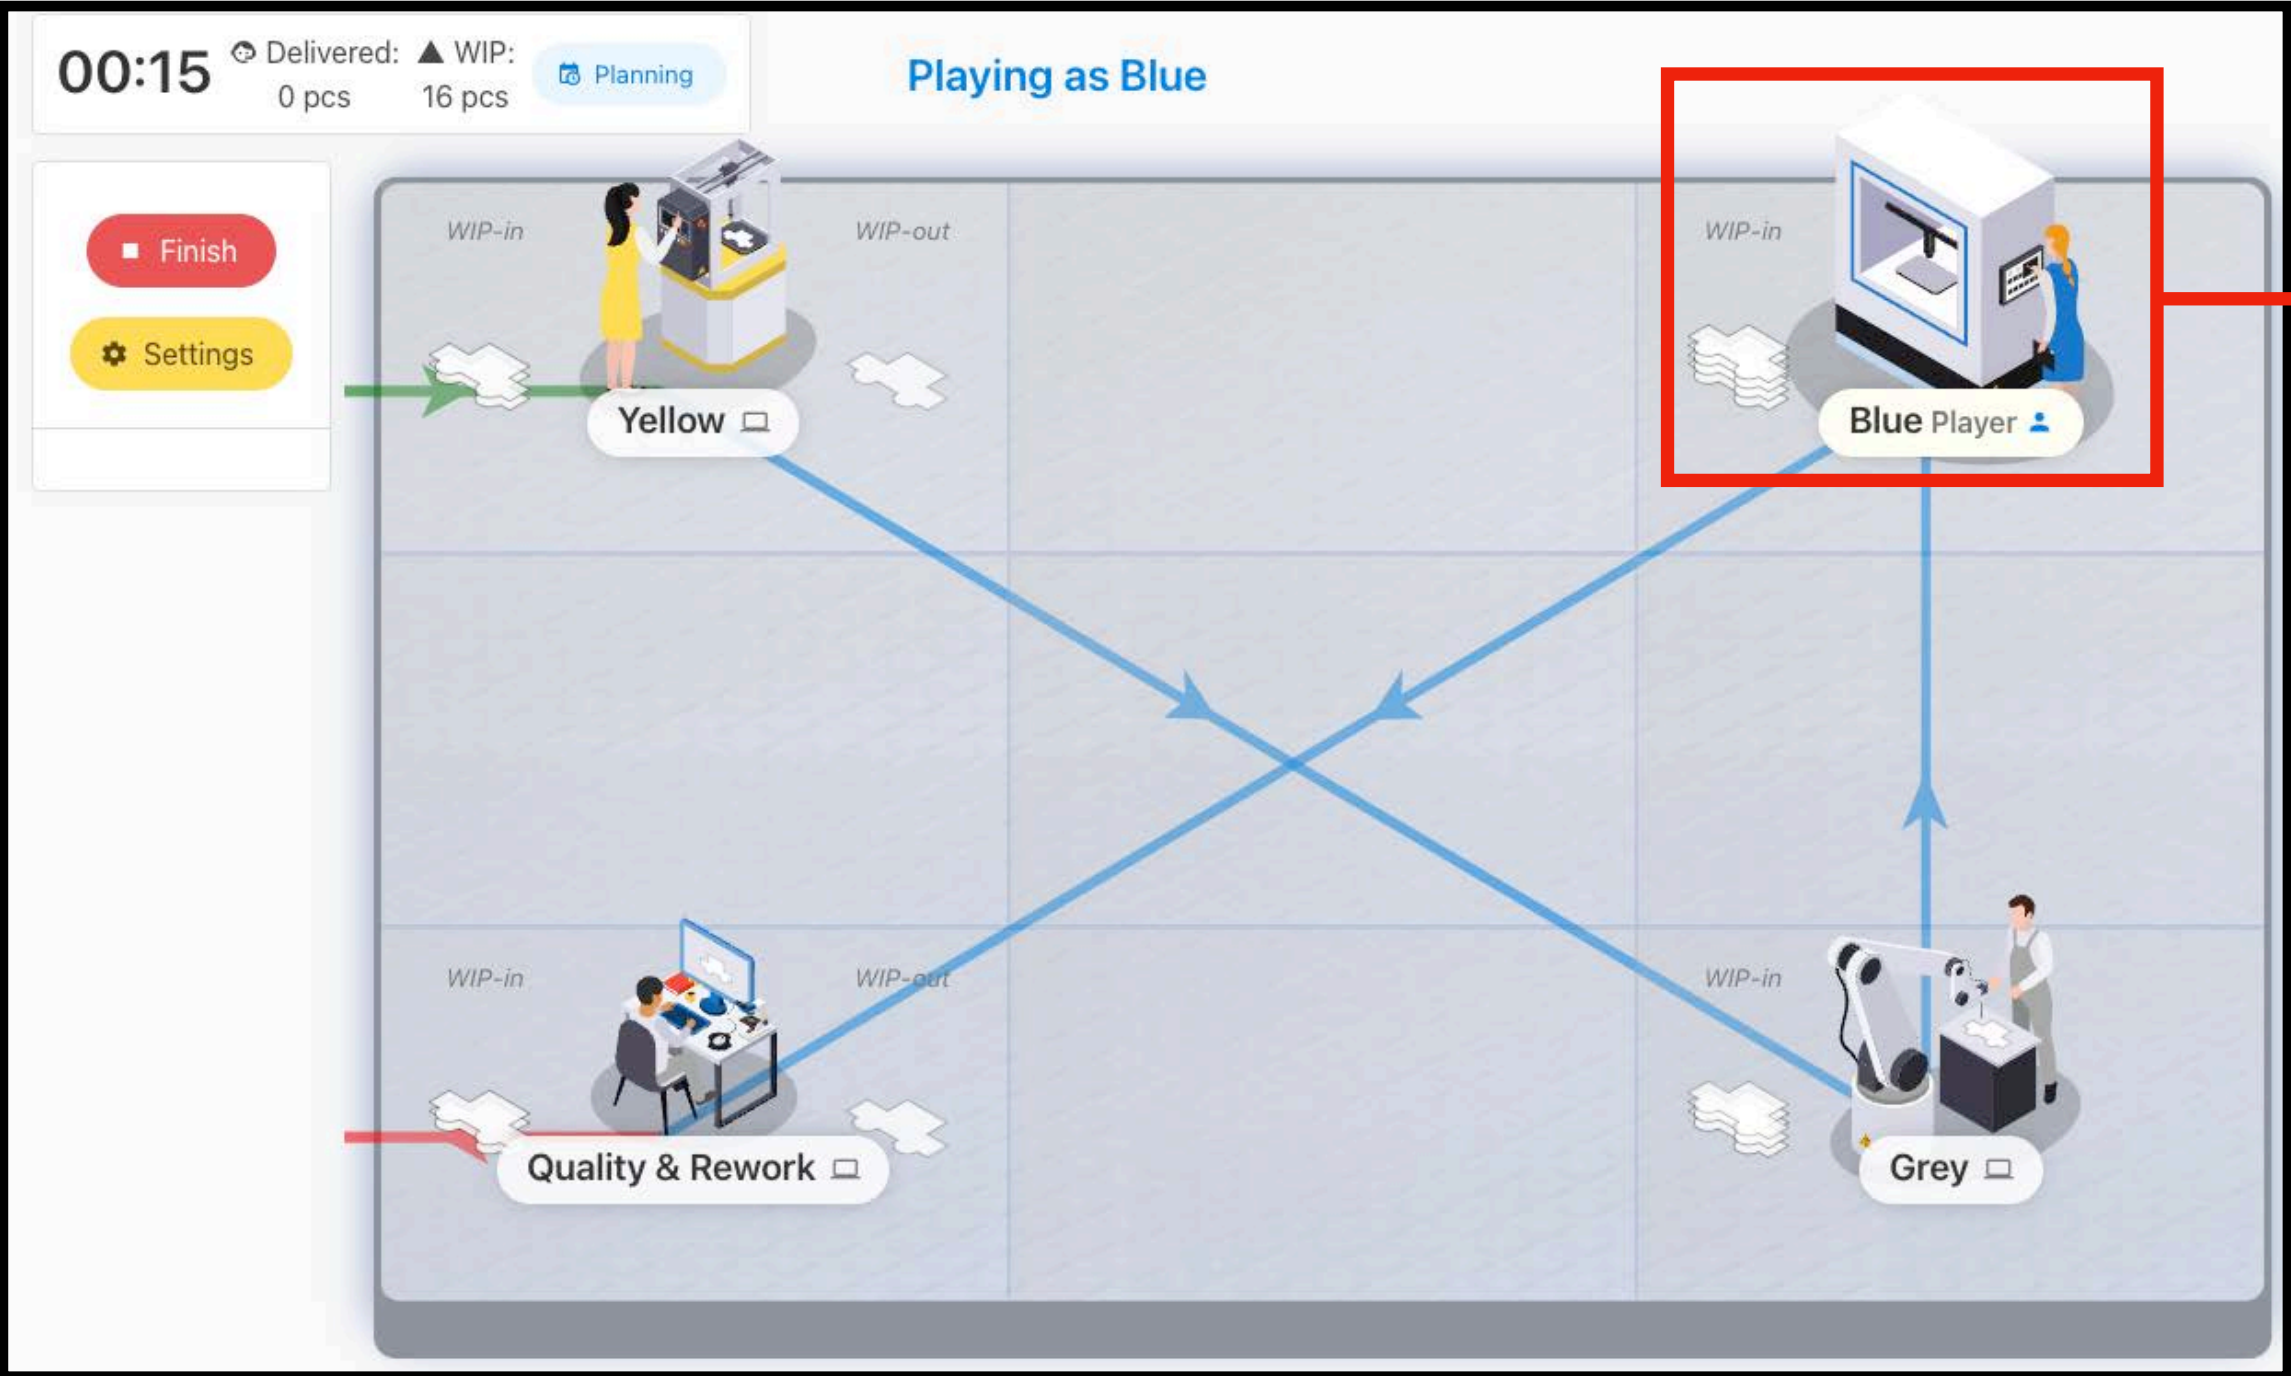 00:15
Delivered:
0 pcs
WIP:
16 pcs
Planning
Playing as Blue
Finish
Settings
WIP-in
WIP-out
WIP-in
Yellow
Blue Player
WIP-in
WIP-out
WIP-in
Quality & Rework
Grey